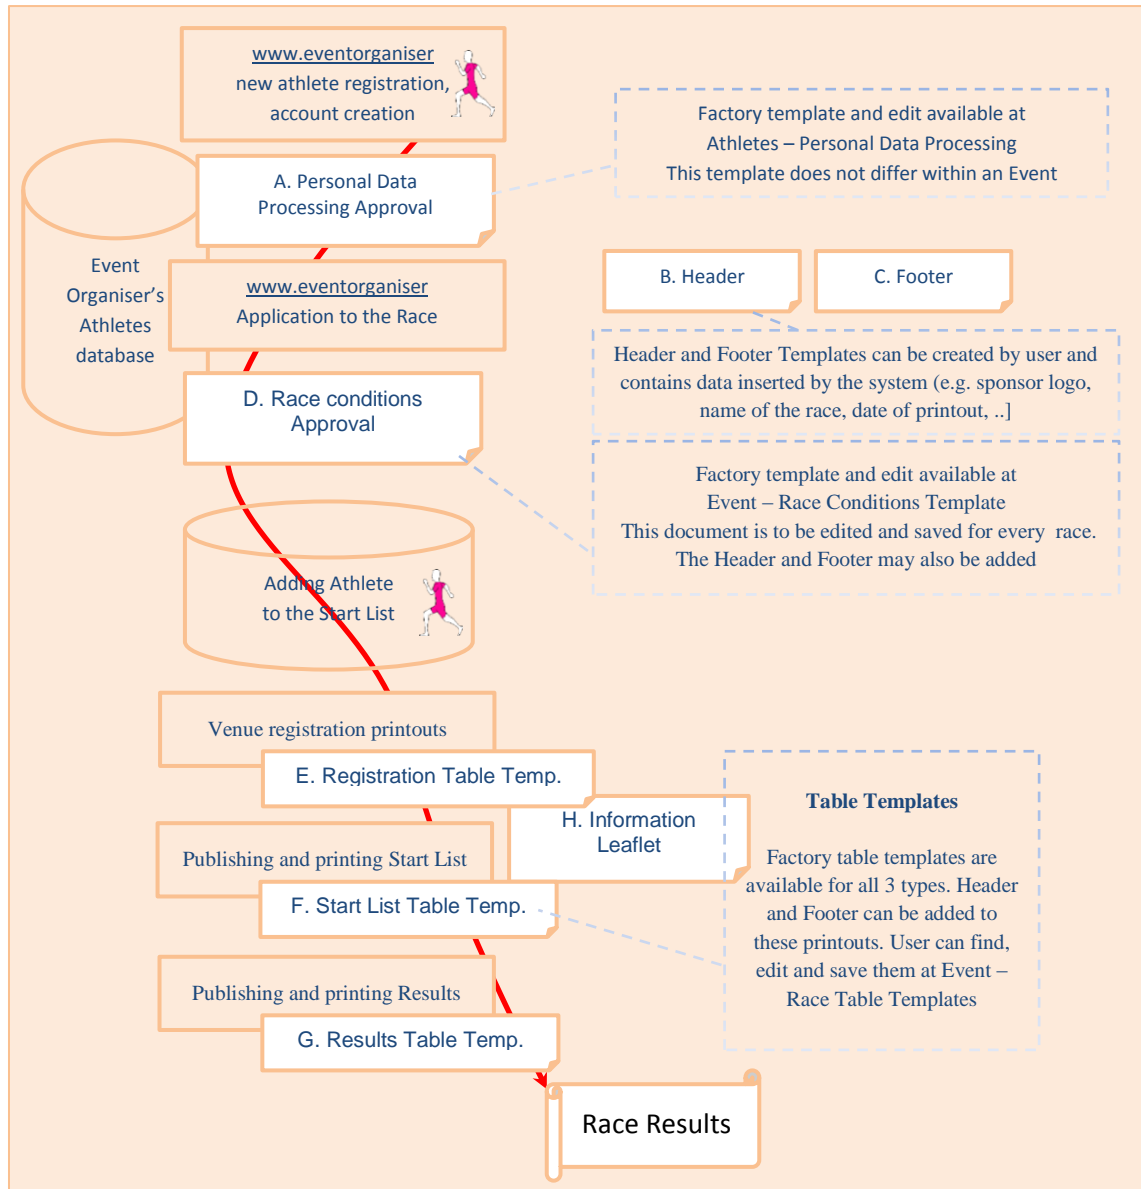 www.eventorganiser
new athlete registration,
account creation
Factory template and edit available at
Athletes – Personal Data Processing
This template does not differ within an Event
A. Personal Data
Processing Approval
Event
Organiser's
Athletes
database
www.eventorganiser
Application to the Race
B. Header
C. Footer
Header and Footer Templates can be created by user and
contains data inserted by the system (e.g. sponsor logo,
name of the race, date of printout, ..]
D. Race conditions
Approval
Factory template and edit available at
Event – Race Conditions Template
This document is to be edited and saved for every race.
The Header and Footer may also be added
Adding Athlete
to the Start List
Venue registration printouts
E. Registration Table Temp.
H. Information
Leaflet
Publishing and printing Start List
F. Start List Table Temp.
Table Templates
Factory table templates are
available for all 3 types. Header
and Footer can be added to
these printouts. User can find,
edit and save them at Event –
Race Table Templates
Publishing and printing Results
G. Results Table Temp.
Race Results